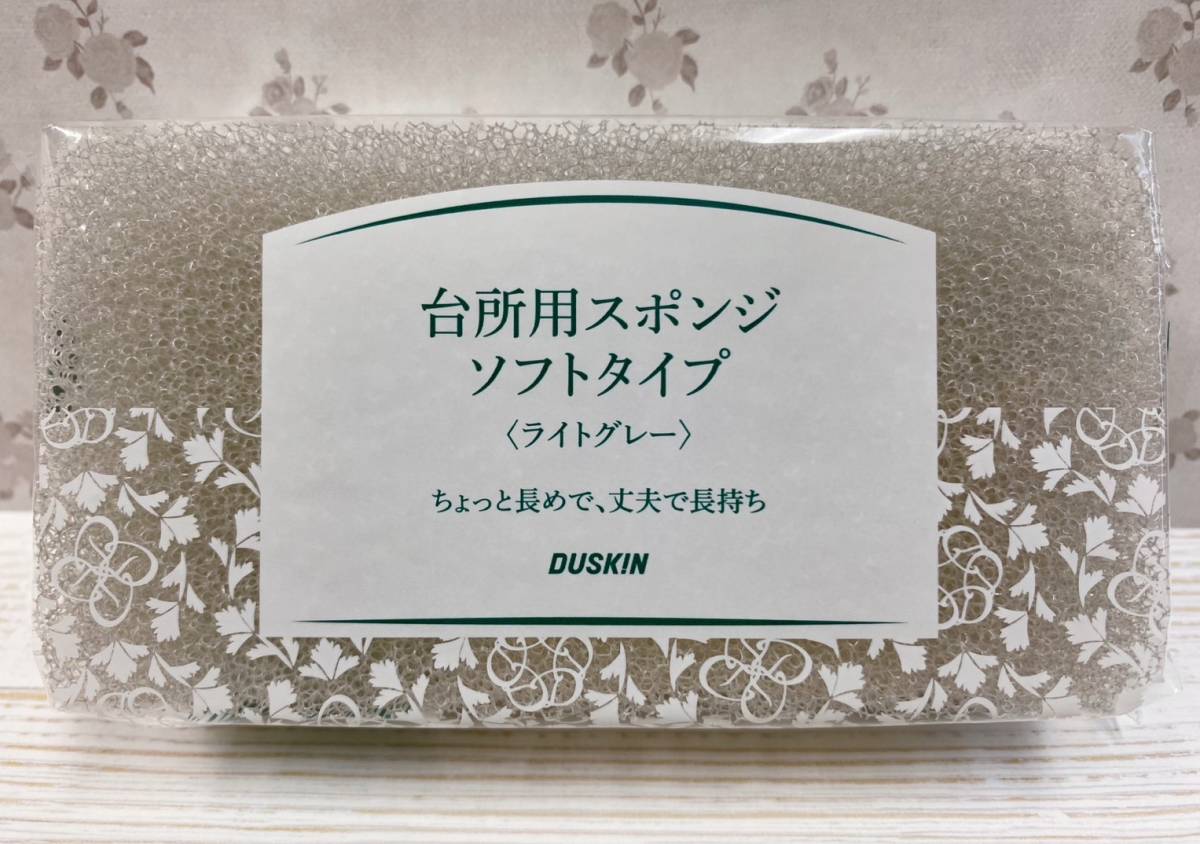 台所用スポンジ
ソフトタイプ
〈ライトグレー〉
ちょっと長めで、丈夫で長持ち
DUSK!N